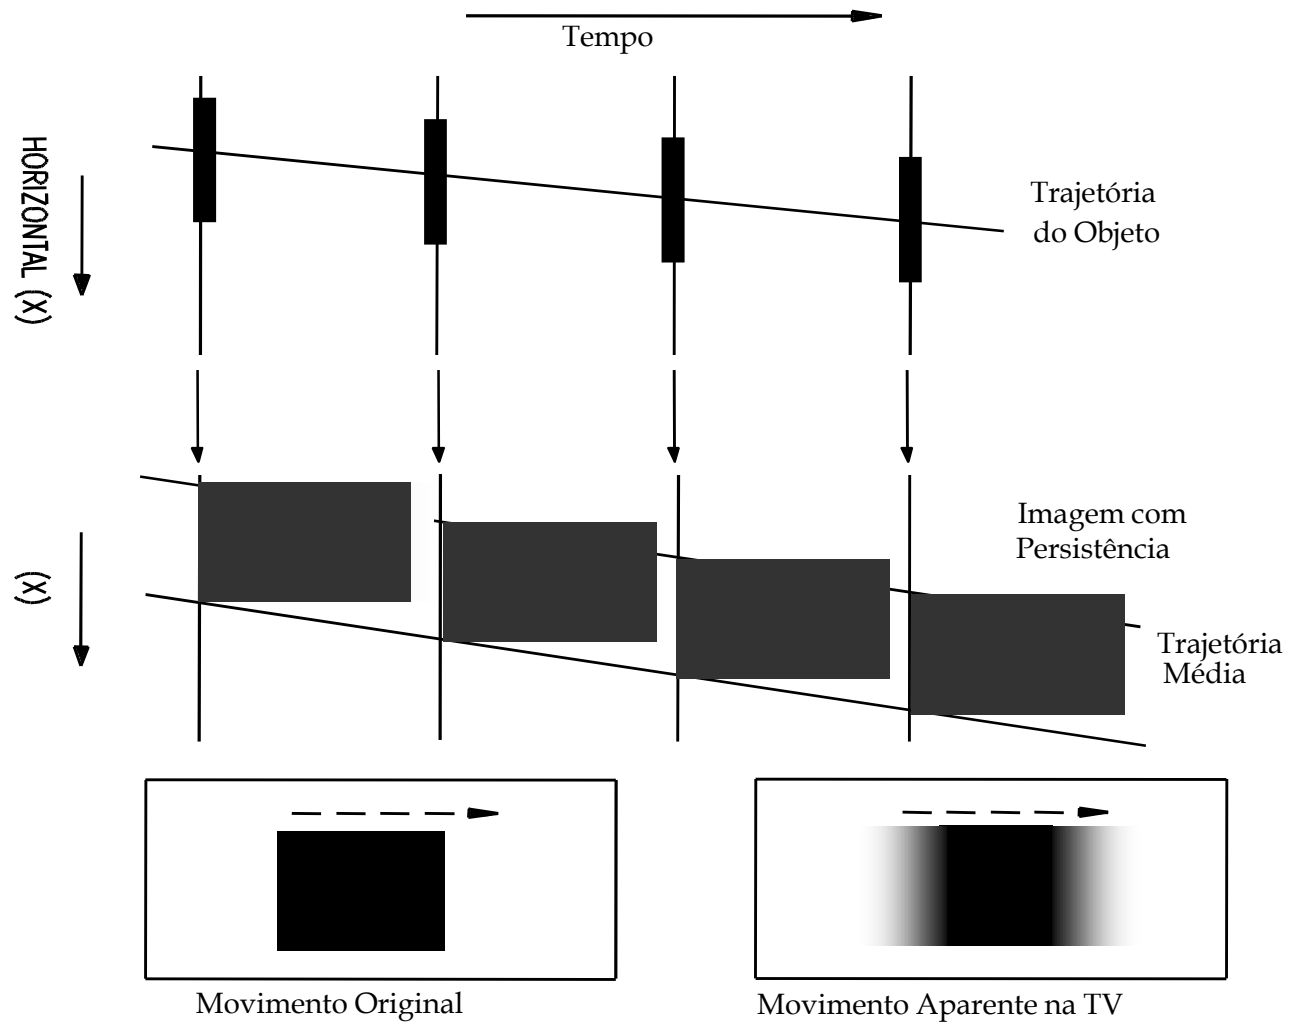 Tempo
HORIZONTAL (X)
Trajetória
do Objeto
Imagem com
Persistência
(X)
Trajetória
Média
Movimento Original
Movimento Aparente na TV